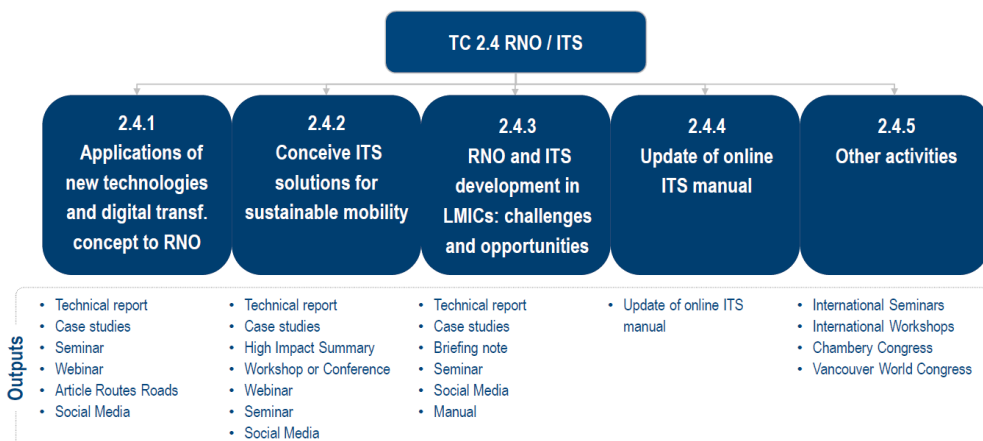 TC 2.4 RNO / ITS
2.4.1
Applications of
new technologies
and digital transf.
concept to RNO
2.4.2
Conceive ITS
solutions for
sustainable mobility
2.4.3
RNO and ITS
development in
LMICs: challenges
and opportunities
2.4.4
Update of online
ITS manual
2.4.5
Other activities
Outputs
• Technical report
• Case studies
• Seminar
• Webinar
• Article Routes Roads
• Social Media
• Technical report
• Case studies
• High Impact Summary
• Workshop or Conference
• Webinar
• Seminar
• Social Media
• Technical report
• Case studies
• Briefing note
• Seminar
• Social Media
• Manual
• Update of online ITS
manual
• International Seminars
• International Workshops
• Chambery Congress
• Vancouver World Congress